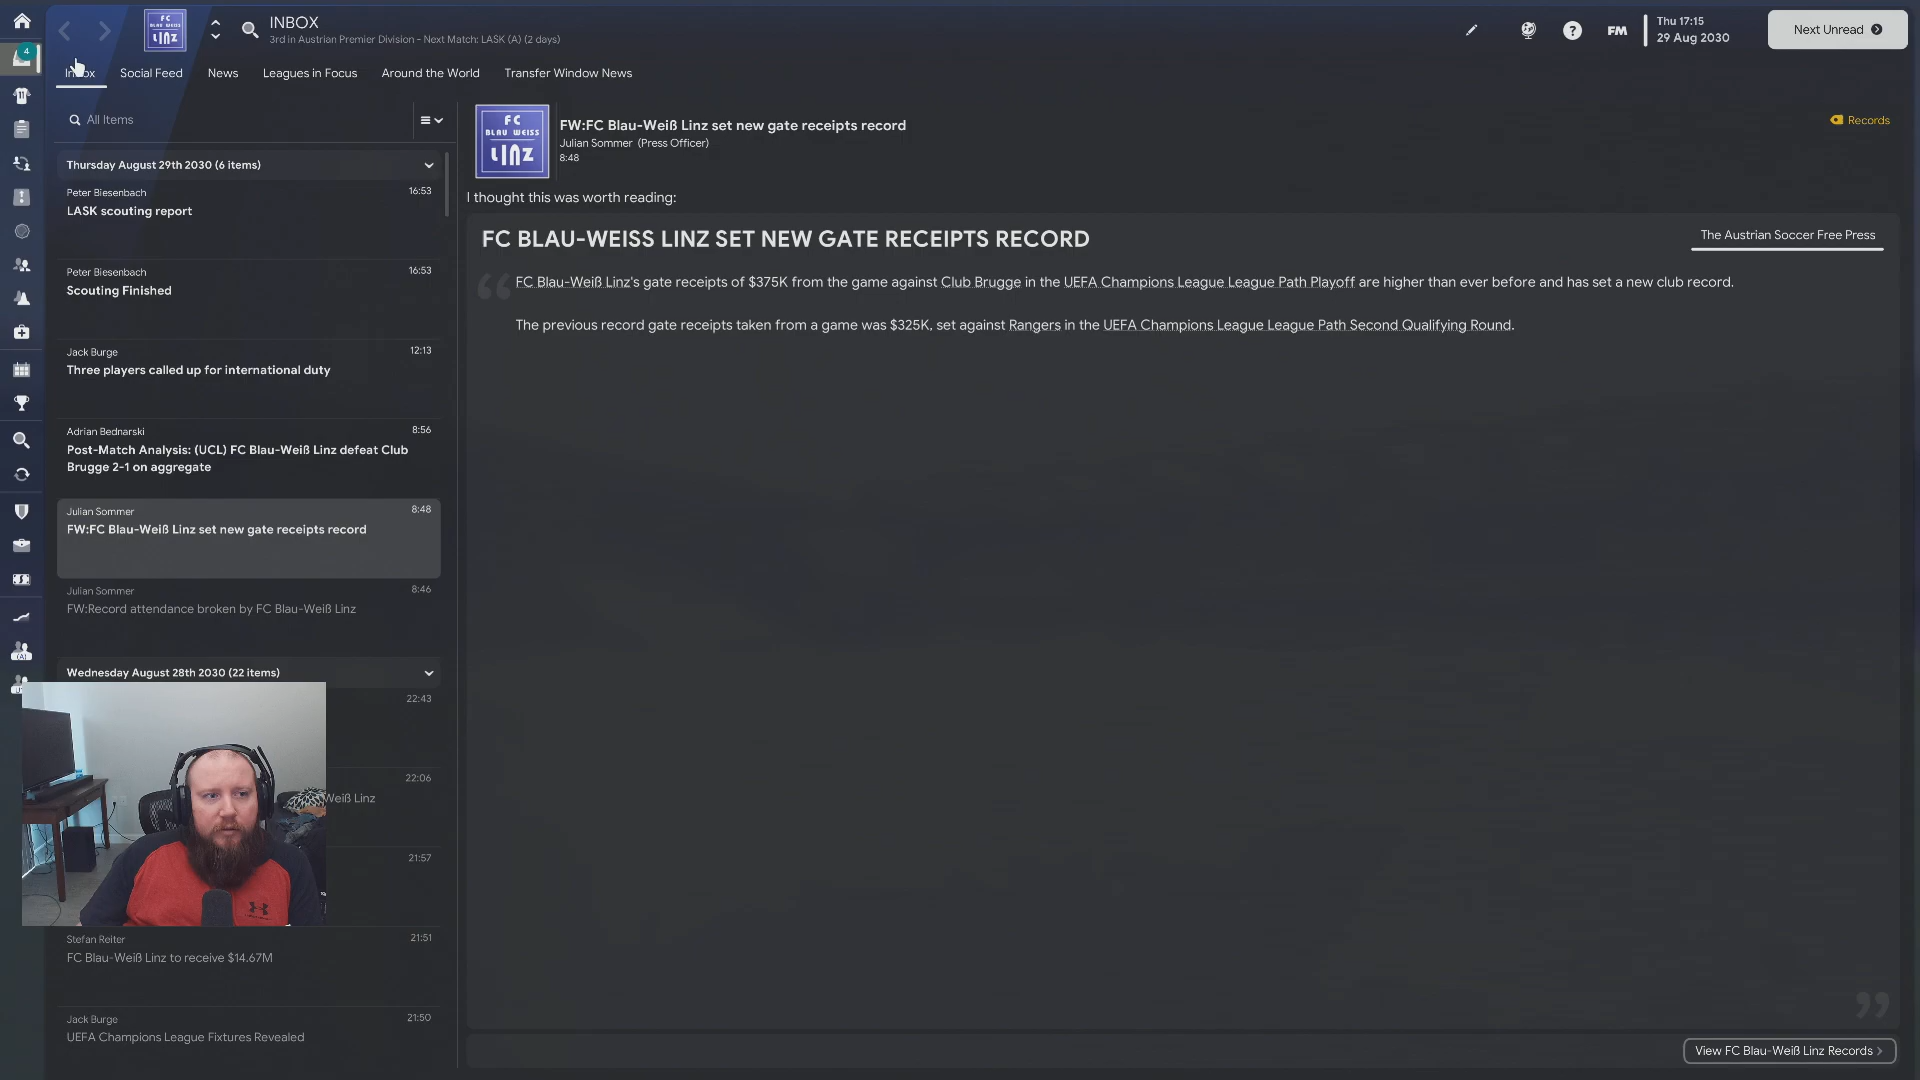 FC
BLAU WEISS
LINZ
INBOX
3rd in Austrian Premier Division - Next Match: LASK (A) (2 days)
FM
Thu 17:15
29 Aug 2030
Next Unread
4
Inbox
Social Feed
News
Leagues in Focus
Around the World
Transfer Window News
All Items
Thursday August 29th 2030 (6 items)
Peter Biesenbach
16:53
LASK scouting report
Peter Biesenbach
16:53
Scouting Finished
Jack Burge
12:13
Three players called up for international duty
Adrian Bednarski
8:56
Post-Match Analysis: (UCL) FC Blau-Weiß Linz defeat Club
Brugge 2-1 on aggregate
Julian Sommer
8:48
FW:FC Blau-Weiß Linz set new gate receipts record
Julian Sommer
8:46
FW:Record attendance broken by FC Blau-Weiß Linz
Wednesday August 28th 2030 (22 items)
22:43
22:06
Weiß Linz
21:57
Stefan Reiter
21:51
FC Blau-Weiß Linz to receive $14.67M
Jack Burge
21:50
UEFA Champions League Fixtures Revealed
FC
BLAU WEISS
LINZ
FW:FC Blau-Weiß Linz set new gate receipts record
Julian Sommer (Press Officer)
8:48
Records
I thought this was worth reading:
FC BLAU-WEISS LINZ SET NEW GATE RECEIPTS RECORD
The Austrian Soccer Free Press
FC Blau-Weiß Linz's gate receipts of $375K from the game against Club Brugge in the UEFA Champions League League Path Playoff are higher than ever before and has set a new club record.
The previous record gate receipts taken from a game was $325K, set against Rangers in the UEFA Champions League League Path Second Qualifying Round.
View FC Blau-Weiß Linz Records